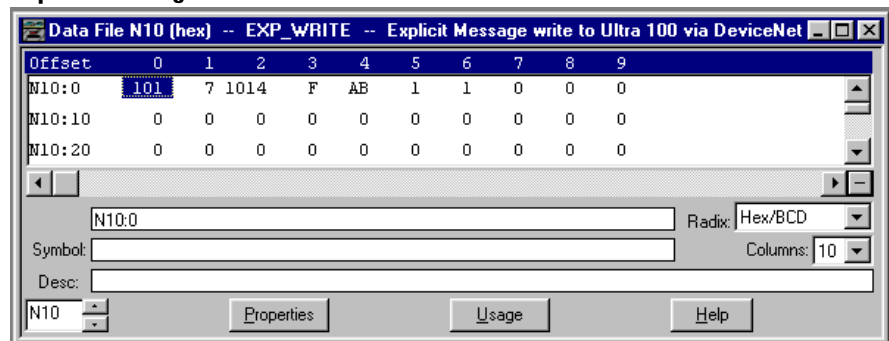 Data File N10 (hex) -- EXP_WRITE -- Explicit Message write to Ultra 100 via DeviceNet
Offset 0 1 2 3 4 5 6 7 8 9
N10:0 101 7 1014 F AB 1 1 0 0 0
N10:10 0 0 0 0 0 0 0 0 0 0
N10:20 0 0 0 0 0 0 0 0 0 0
N10:0 Radix: Hex/BCD
Symbol: Columns: 10
Desc:
N10 Properties Usage Help